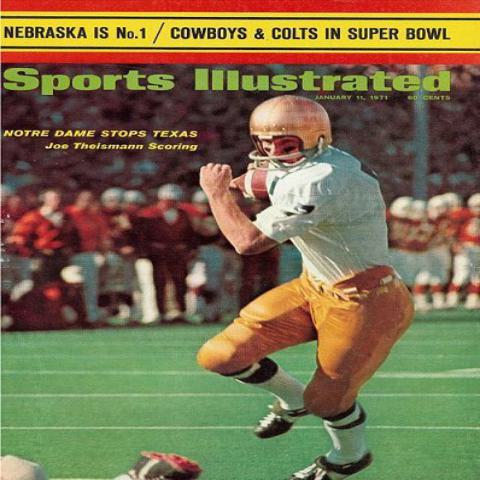 NEBRASKA IS No.1 / COWBOYS & COLTS IN SUPER BOWL
Sports Illustrated
JANUARY 11, 1971 60 CENTS
NOTRE DAME STOPS TEXAS
Joe Theismann Scoring